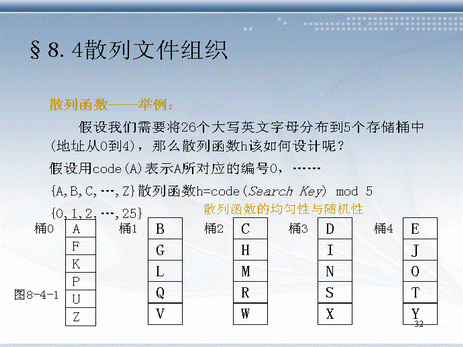 §8.4散列文件组织
散列函数——举例:
假设我们需要将26个大写英文字母分布到5个存储桶中
(地址从0到4)，那么散列函数h该如何设计呢?
假设用code(A)表示A所对应的编号0，……
{A,B,C,…,Z}散列函数h=code(Search Key) mod 5
{0,1,2,…,25}
散列函数的均匀性与随机性
桶0 A 桶1 B 桶2 C 桶3 D 桶4 E
F G H I J
K L M N O
P Q R S T
图8-4-1 U V W X Y
Z
32